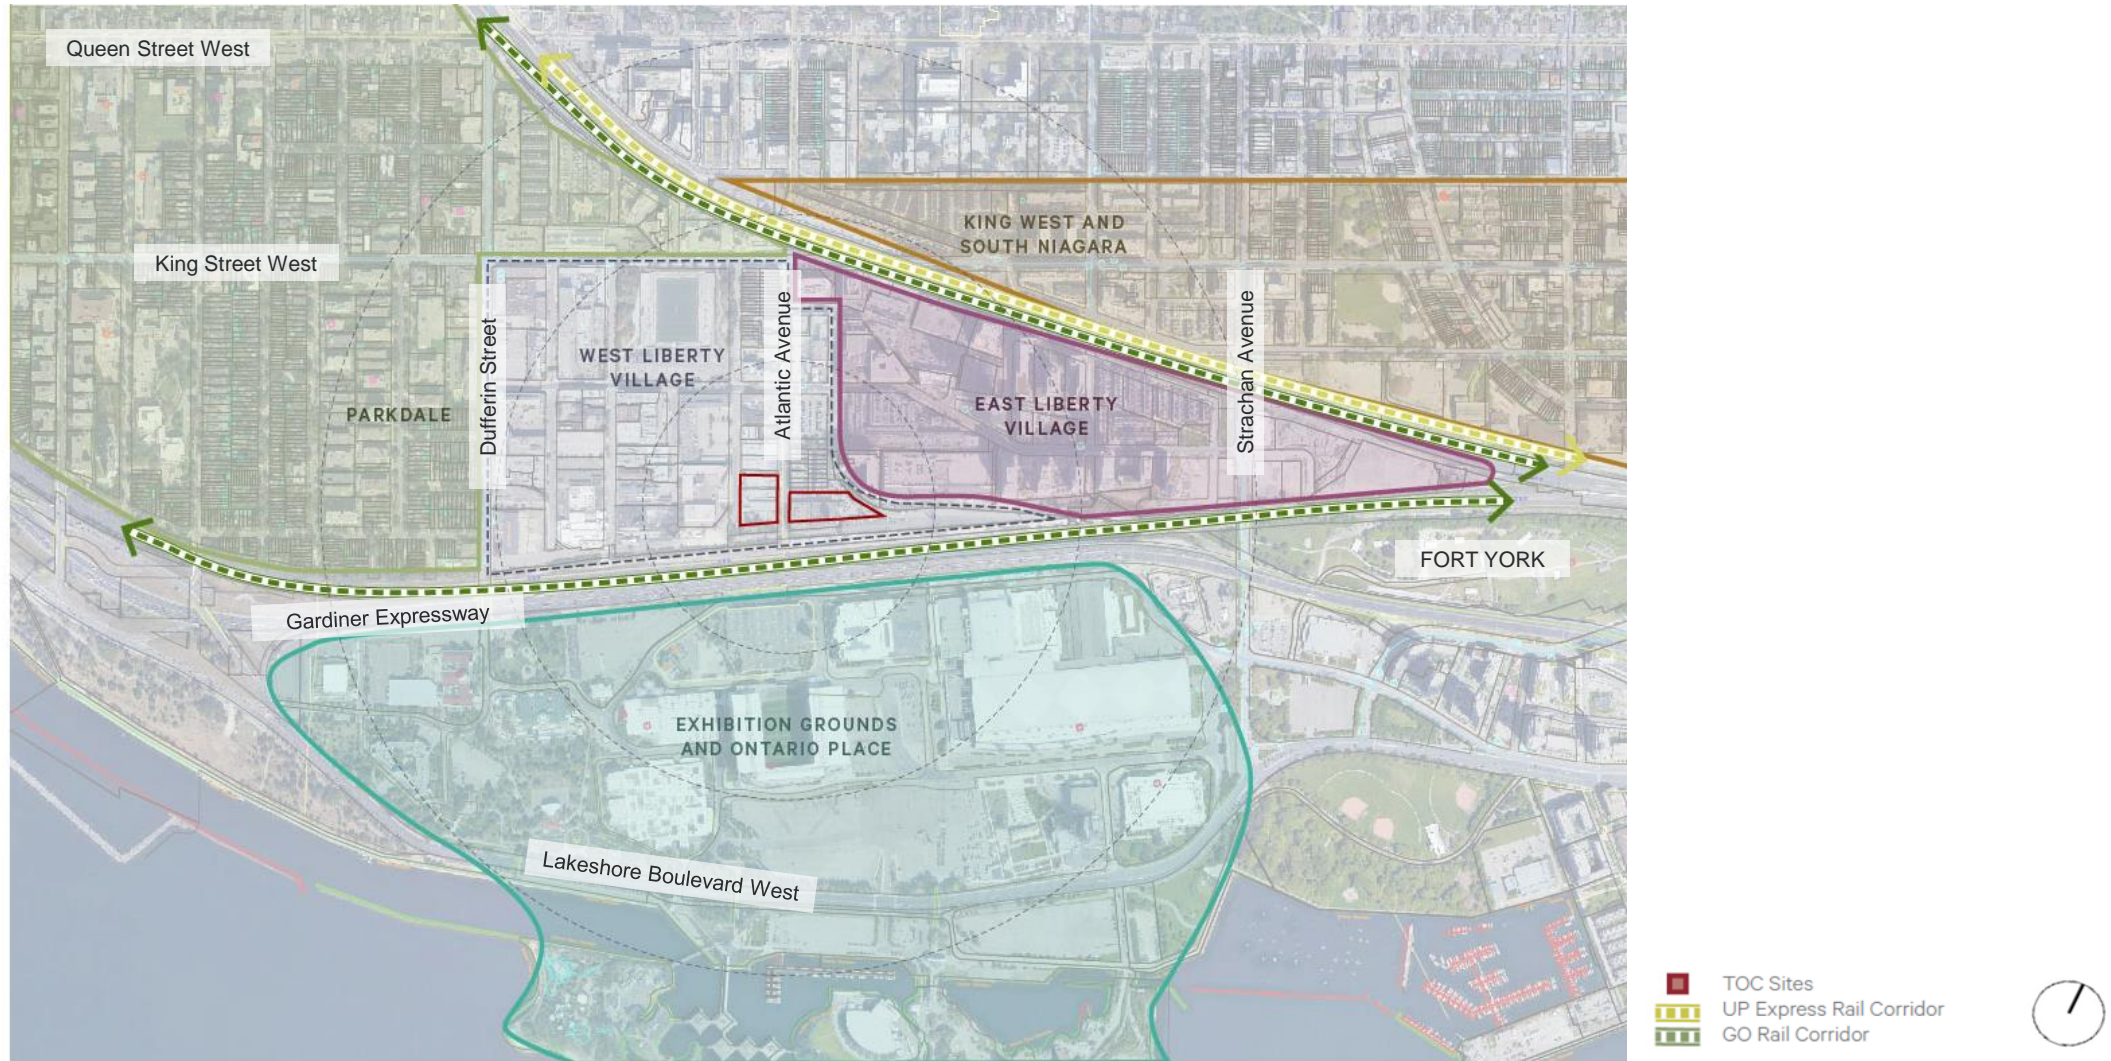 Queen Street West
KING WEST AND
SOUTH NIAGARA
King Street West
Dufferin Street
Atlantic Avenue
Strachan Avenue
WEST LIBERTY
VILLAGE
PARKDALE
EAST LIBERTY
VILLAGE
FORT YORK
Gardiner Expressway
EXHIBITION GROUNDS
AND ONTARIO PLACE
Lakeshore Boulevard West
TOC Sites
UP Express Rail Corridor
GO Rail Corridor